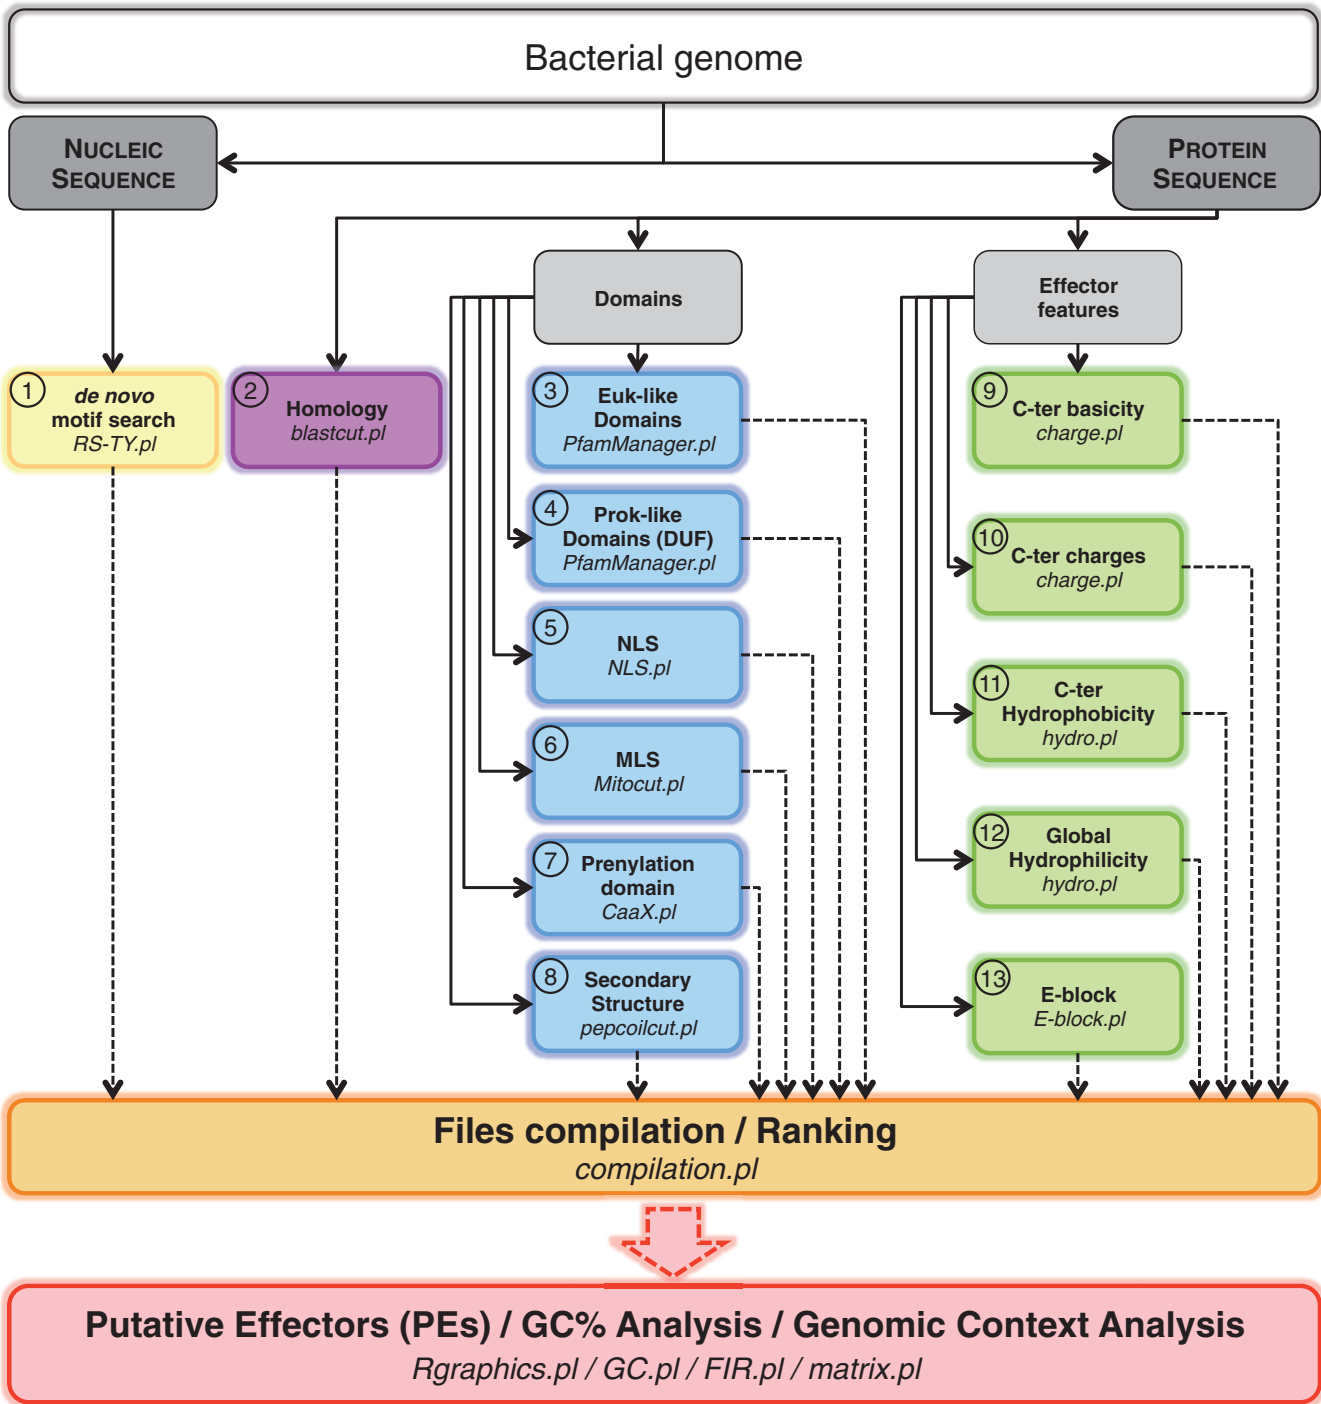 Bacterial genome
NUCLEIC
SEQUENCE
PROTEIN
SEQUENCE
Domains
Effector
features
1
de novo
motif search
RS-TY.pl
2
Homology
blastcut.pl
3
Euk-like
Domains
PfamManager.pl
4
Prok-like
Domains (DUF)
PfamManager.pl
5
NLS
NLS.pl
6
MLS
Mitocut.pl
7
Prenylation
domain
CaaX.pl
8
Secondary
Structure
pepcoilcut.pl
9
C-ter basicity
charge.pl
10
C-ter charges
charge.pl
11
C-ter
Hydrophobicity
hydro.pl
12
Global
Hydrophilicity
hydro.pl
13
E-block
E-block.pl
Files compilation / Ranking
compilation.pl
Putative Effectors (PEs) / GC% Analysis / Genomic Context Analysis
Rgraphics.pl / GC.pl / FIR.pl / matrix.pl